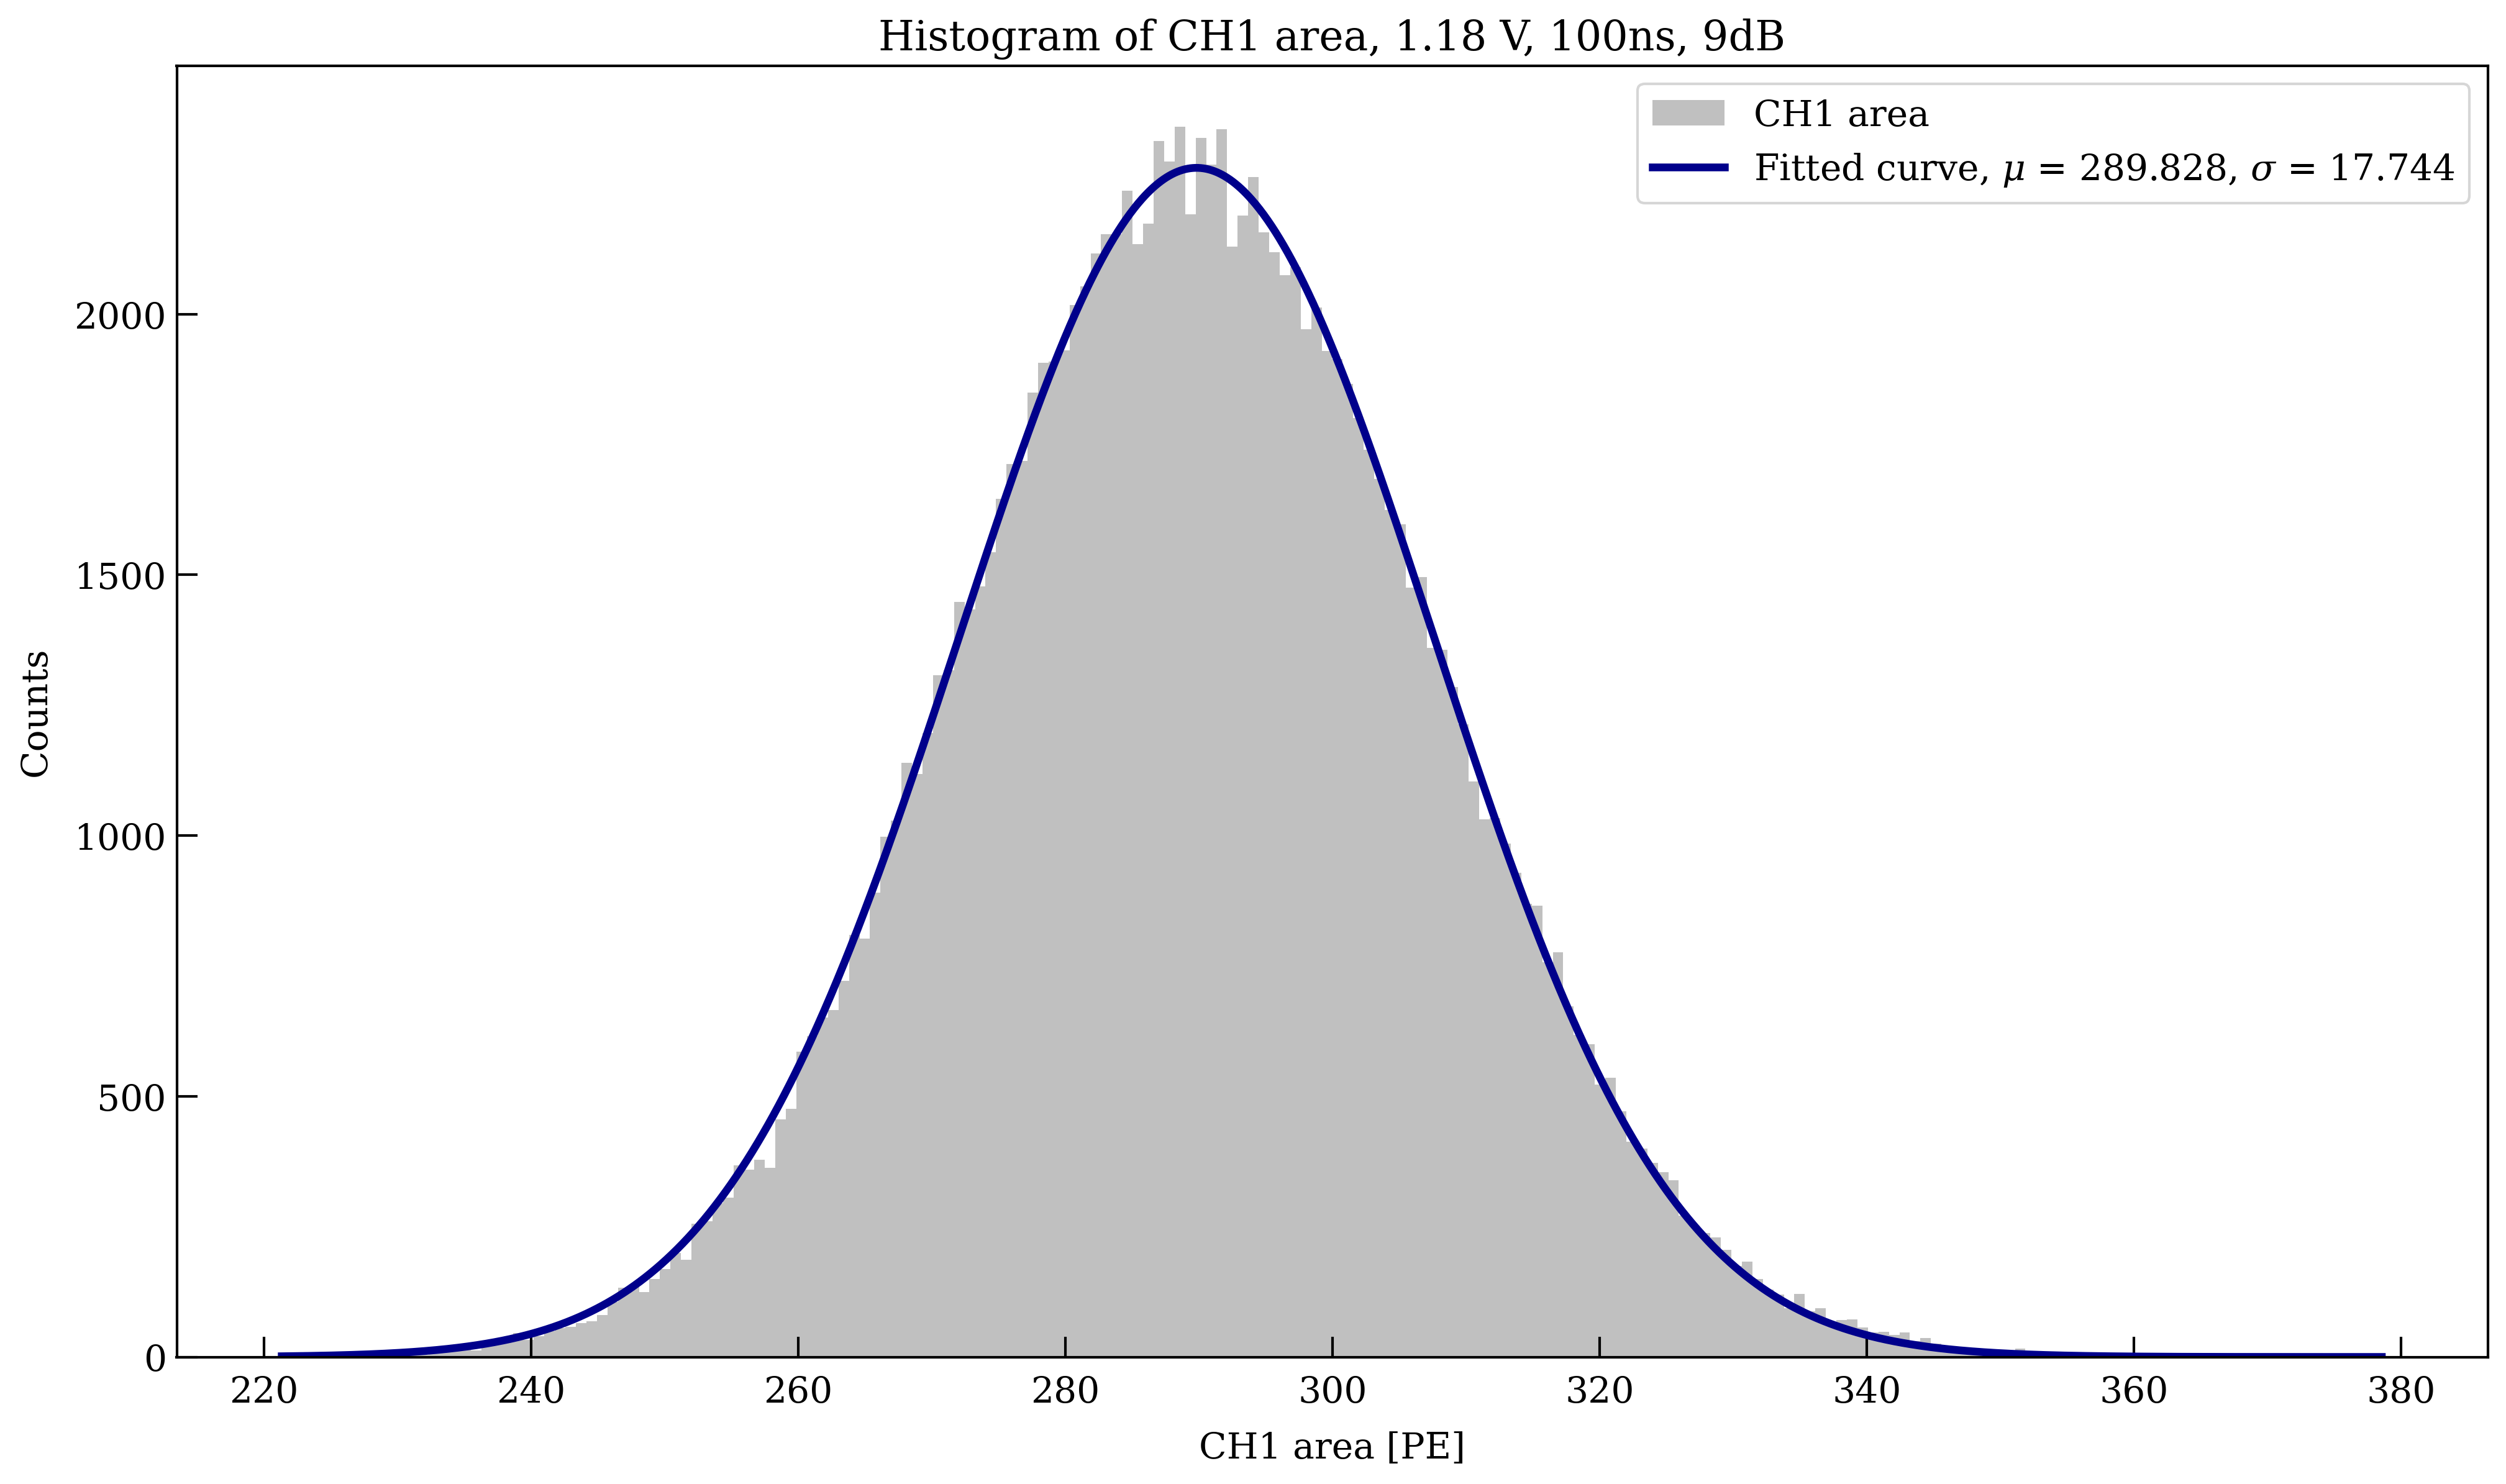 Histogram of CH1 area, 1.18 V, 100ns, 9dB
CH1 area
Fitted curve, μ = 289.828, σ = 17.744
Counts
2000
1500
1000
500
0
220 240 260 280 300 320 340 360 380
CH1 area [PE]